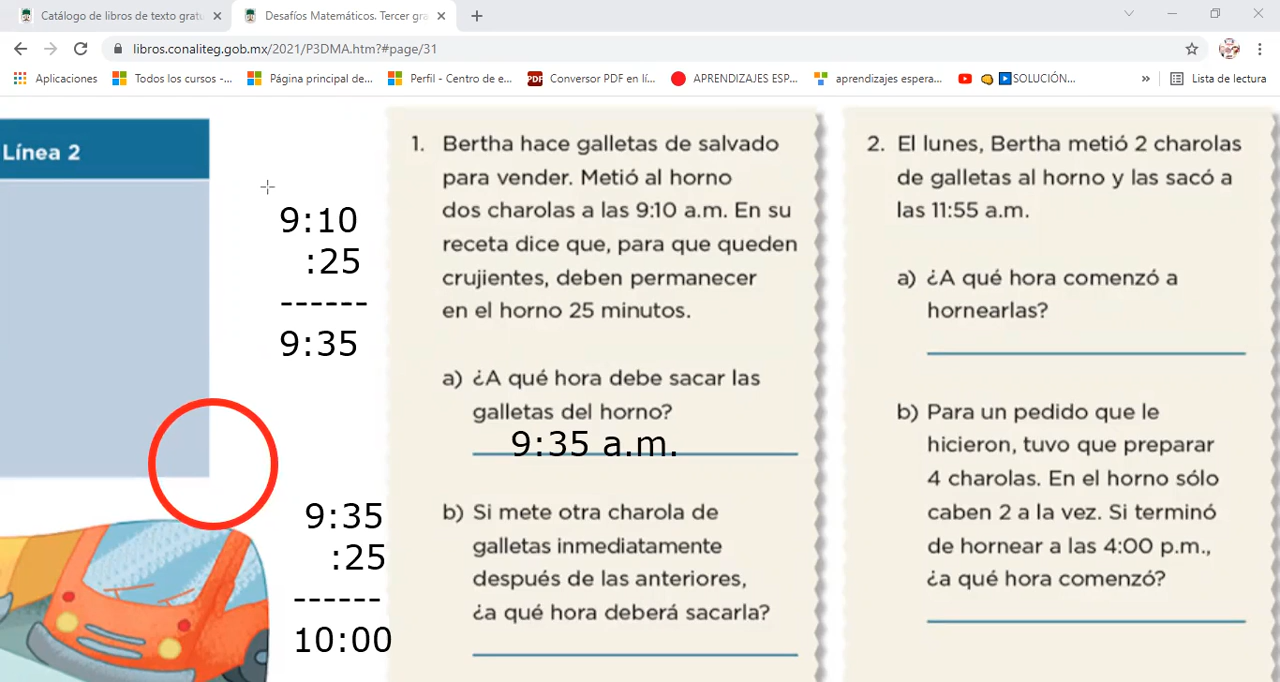 Catálogo de libros de texto gratu
Desafíos Matemáticos. Tercer gra
libros.conaliteg.gob.mx/2021/P3DMA.htm?#page/31
Aplicaciones
Todos los cursos -...
Página principal de...
Perfil - Centro de e...
PDF
Conversor PDF en lí...
APRENDIZAJES ESP...
aprendizajes espera...
SOLUCIÓN...
»
Lista de lectura
Línea 2
9:10
:25
------
9:35
9:35
:25
------
10:00
1. Bertha hace galletas de salvado
para vender. Metió al horno
dos charolas a las 9:10 a.m. En su
receta dice que, para que queden
crujientes, deben permanecer
en el horno 25 minutos.
a) ¿A qué hora debe sacar las
galletas del horno?
9:35 a.m.
b) Si mete otra charola de
galletas inmediatamente
después de las anteriores,
¿a qué hora deberá sacarla?
2. El lunes, Bertha metió 2 charolas
de galletas al horno y las sacó a
las 11:55 a.m.
a) ¿A qué hora comenzó a
hornearlas?
b) Para un pedido que le
hicieron, tuvo que preparar
4 charolas. En el horno sólo
caben 2 a la vez. Si terminó
de hornear a las 4:00 p.m.,
¿a qué hora comenzó?